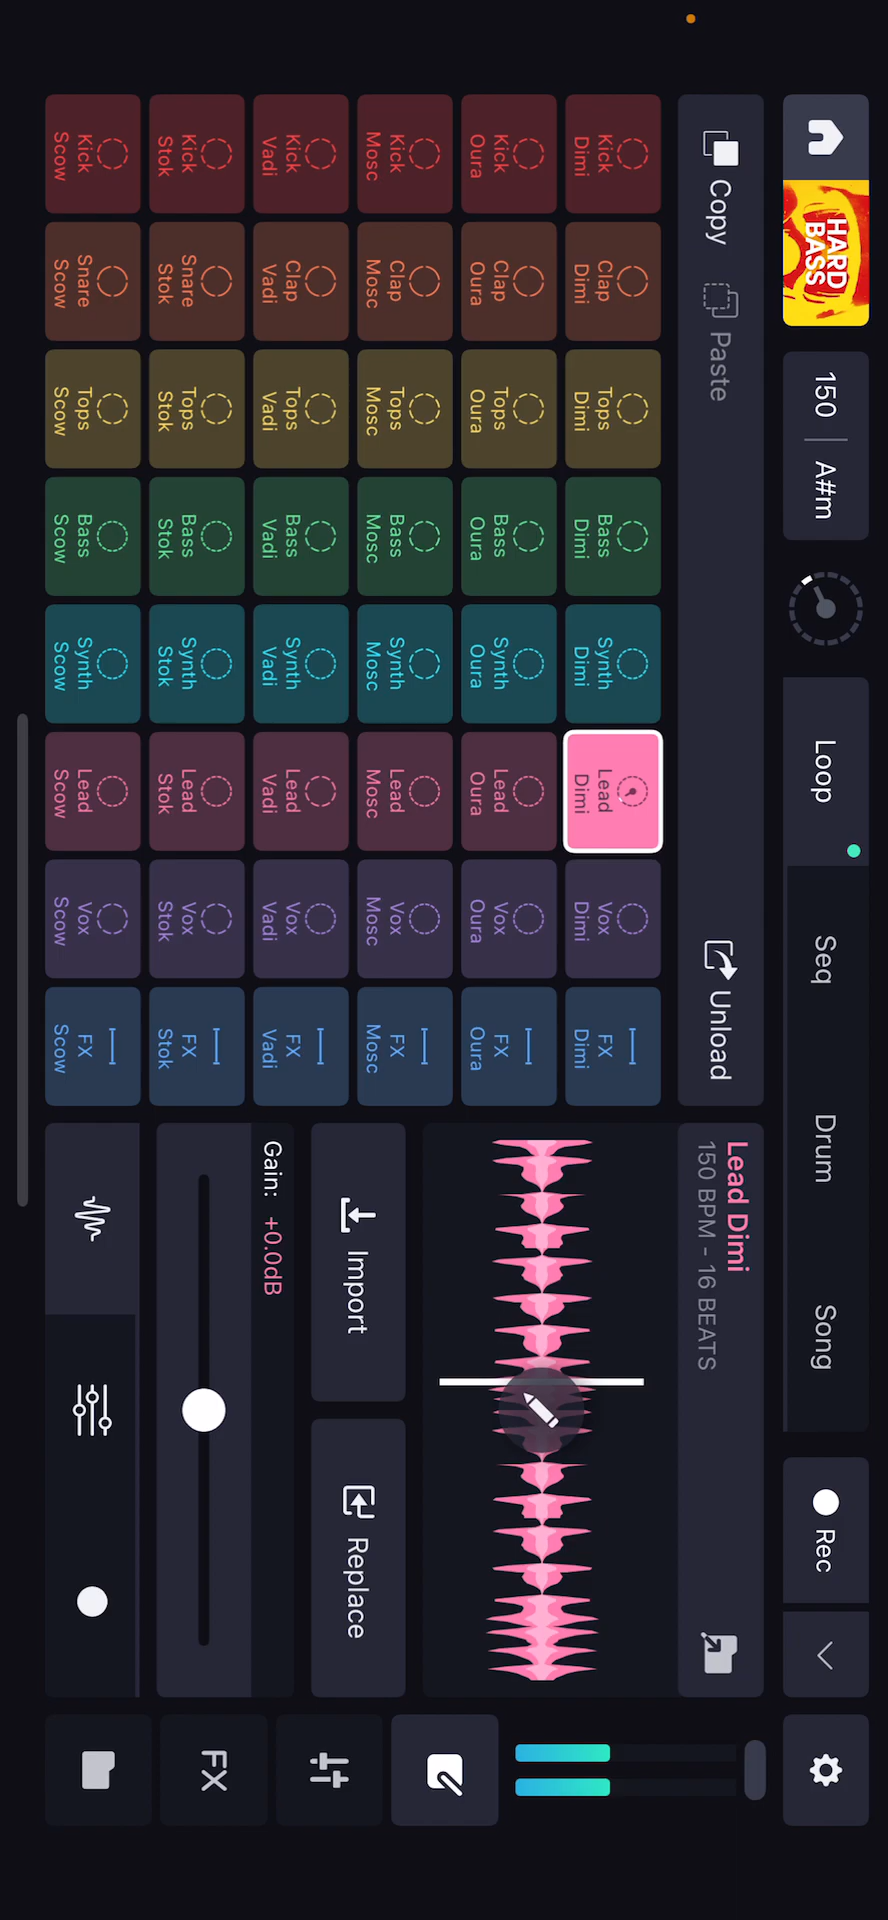 HARD
BASS
150
A#m
Loop
Seq
Drum
Song
Rec
Copy
Paste
Unload
Kick
Dimi
Clap
Dimi
Tops
Dimi
Bass
Dimi
Synth
Dimi
Lead
Dimi
Vox
Dimi
FX
Dimi
Kick
Oura
Clap
Oura
Tops
Oura
Bass
Oura
Synth
Oura
Lead
Oura
Vox
Oura
FX
Oura
Kick
Mosc
Clap
Mosc
Tops
Mosc
Bass
Mosc
Synth
Mosc
Lead
Mosc
Vox
Mosc
FX
Mosc
Kick
Vadi
Clap
Vadi
Tops
Vadi
Bass
Vadi
Synth
Vadi
Lead
Vadi
Vox
Vadi
FX
Vadi
Kick
Stok
Snare
Stok
Tops
Stok
Bass
Stok
Synth
Stok
Lead
Stok
Vox
Stok
FX
Stok
Kick
Scow
Snare
Scow
Tops
Scow
Bass
Scow
Synth
Scow
Lead
Scow
Vox
Scow
FX
Scow
Lead Dimi
150 BPM - 16 BEATS
Import
Replace
Gain: +0.0dB
FX